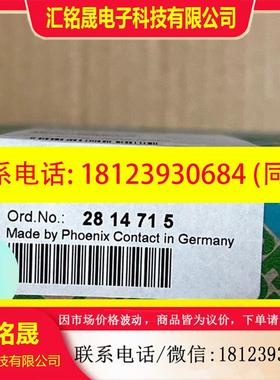 汇铭晟电子科技有限公司
系电话: 18123930684 (同
Ord.No.: 28 14 71 5
Made by Phoenix Contact in Germany
汇铭晟
科技有限公司
因市场价格波动，商品皆为议价，下单请
联系电话/微信:1812393